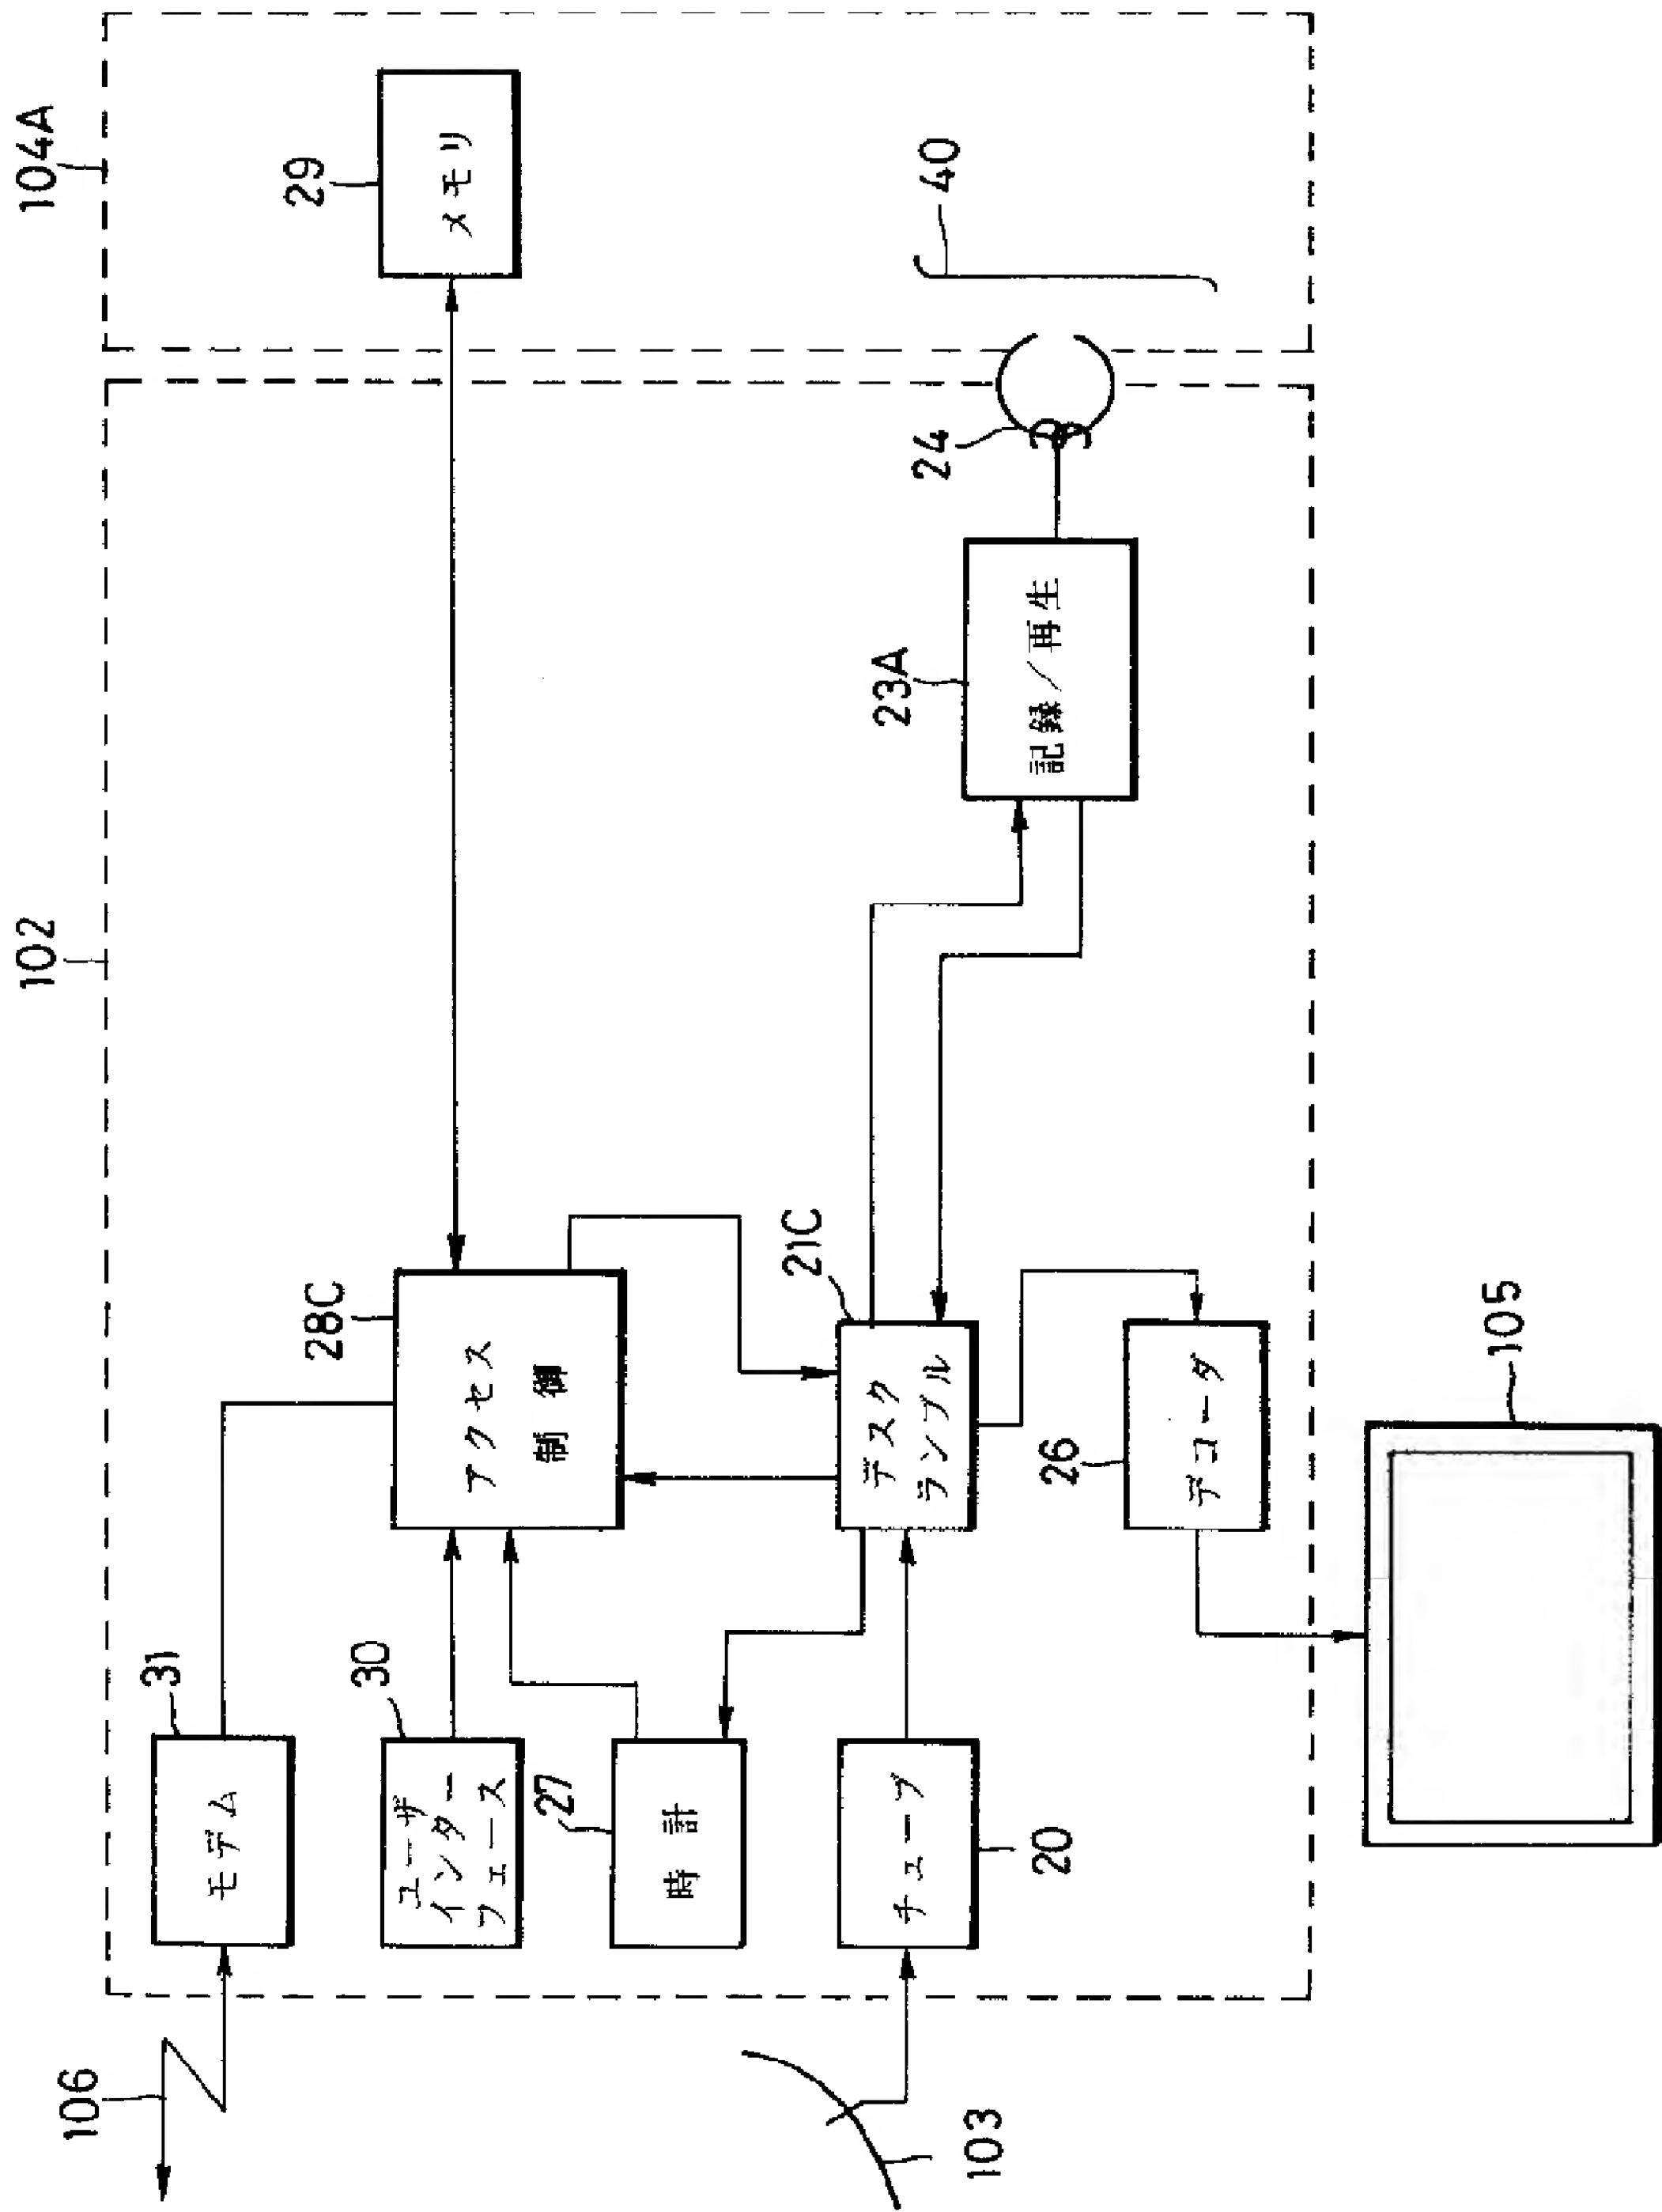 106
102
104A
31
モデム
30
ユーザ
インター
フェース
28C
アクセス
制御
29
メモリ
27
時計
21C
デスク
ランブル
23A
記録/再生
24
40
チューブ
20
103
26
デコーダ
105